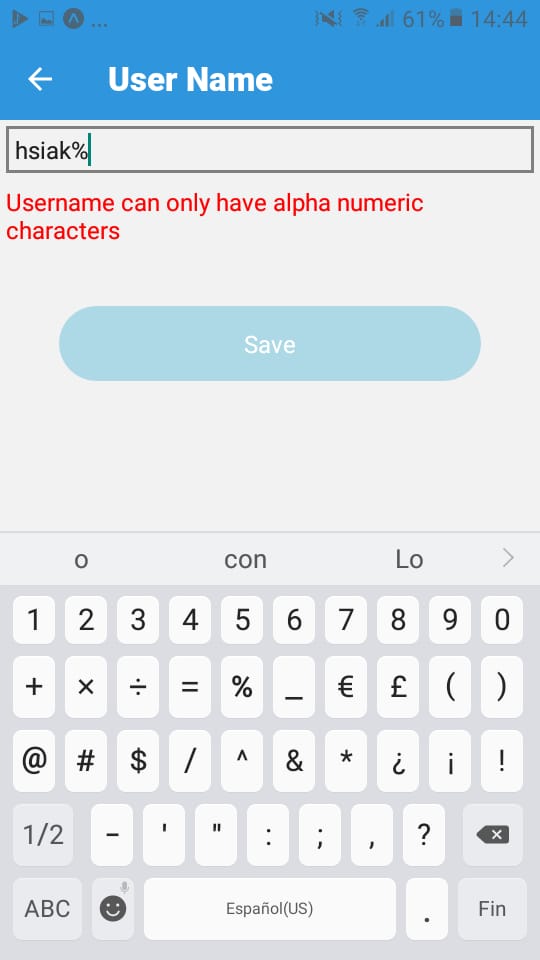 ... 61% 14:44
User Name
hsiak%
Username can only have alpha numeric
characters
Save
o con Lo
1 2 3 4 5 6 7 8 9 0
+ × ÷ = % _ € £ ( )
@ # $ / ^ & * ¿ ¡ !
1/2 - ' " : ; , ?
ABC Español(US) . Fin